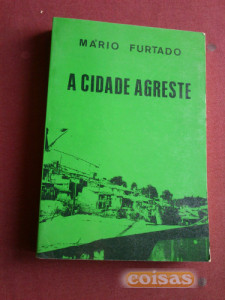 MÁRIO FURTADO
A CIDADE AGRESTE
coisas